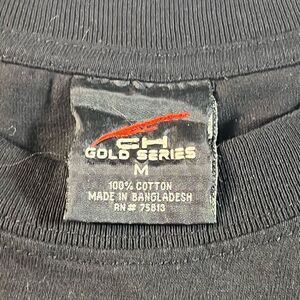 CH
GOLD SERIES
M
100% COTTON
MADE IN BANGLADESH
RN# 75813